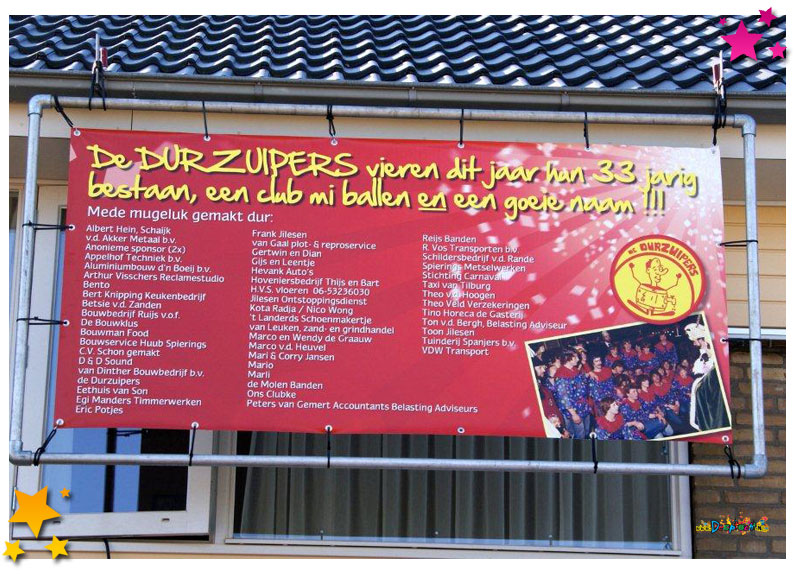 De DURZUIPERS vieren dit jaar hun 33 jarig
bestaan, een club mi ballen en een goeie naam !!!
Mede mugeluk gemakt dur:
Albert Hein, Schaijk
v.d. Akker Metaal b.v.
Anonieme sponsor (2x)
Appelhof Techniek b.v.
Aluminiumbouw d'n Boeij b.v.
Arthur Visschers Reclamestudio
Bento
Bert Knipping Keukenbedrijf
Betsie v.d. Zanden
Bouwbedrijf Ruijs v.o.f.
De Bouwklus
Bouwman Food
Bouwservice Huub Spierings
C.V. Schon gemakt
D & D Sound
van Dinther Bouwbedrijf b.v.
de Durzuipers
Eethuis van Son
Egi Manders Timmerwerken
Eric Potjes
Frank Jilesen
van Gaal plot- & reproservice
Gertwin en Dian
Gijs en Leentje
Hevank Auto's
Hoveniersbedrijf Thijs en Bart
H.V.S. vloeren 06-53236030
Jilesen Ontstoppingsdienst
Kota Radja / Nico Wong
't Landerds Schoenmakertje
van Leuken, zand- en grindhandel
Marco en Wendy de Graauw
Marco v.d. Heuvel
Mari & Corry Jansen
Mario
Marli
de Molen Banden
Ons Clubke
Peters van Gemert Accountants Belasting Adviseurs
Reijs Banden
R. Vos Transporten b.v.
Schildersbedrijf v.d. Rande
Spierings Metselwerken
Stichting Carnaval
Taxi van Tilburg
Theo v.d. Hoogen
Theo Veld Verzekeringen
Tino Horeca de Gasterij
Ton v.d. Bergh, Belasting Adviseur
Toon Jilesen
Tuinderij Spanjers b.v.
VDW Transport
DE DURZUIPERS